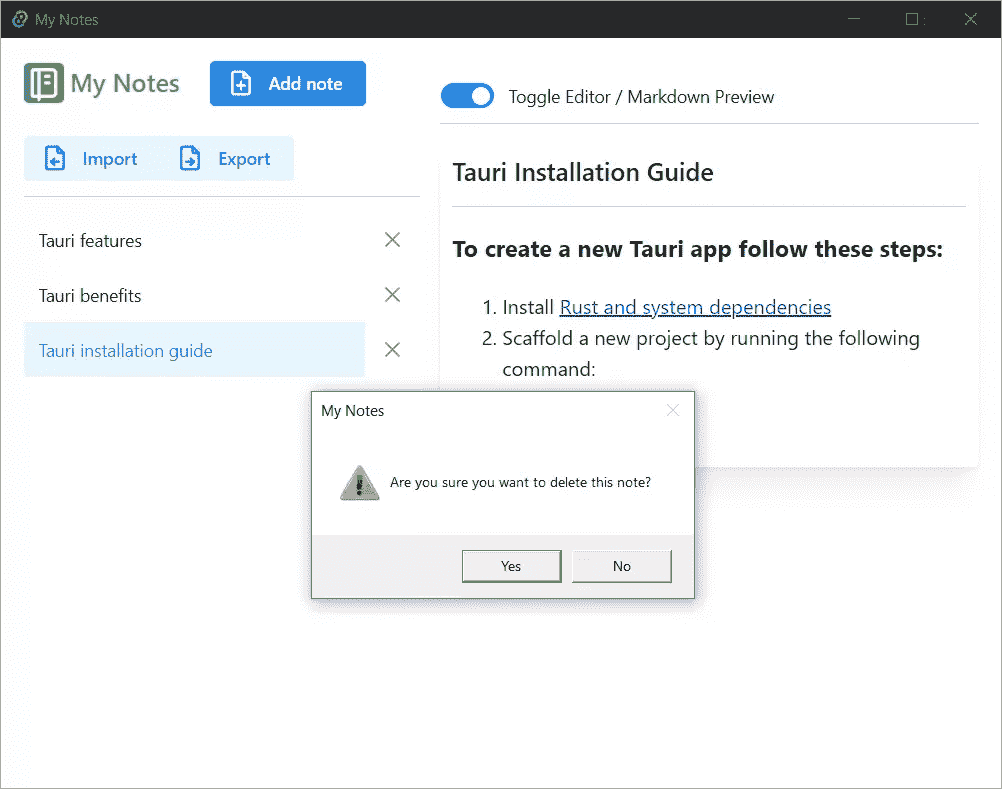 My Notes
My Notes
Add note
Toggle Editor / Markdown Preview
Import
Export
Tauri Installation Guide
Tauri features
To create a new Tauri app follow these steps:
Tauri benefits
1. Install Rust and system dependencies
2. Scaffold a new project by running the following
command:
Tauri installation guide
My Notes
Are you sure you want to delete this note?
Yes
No